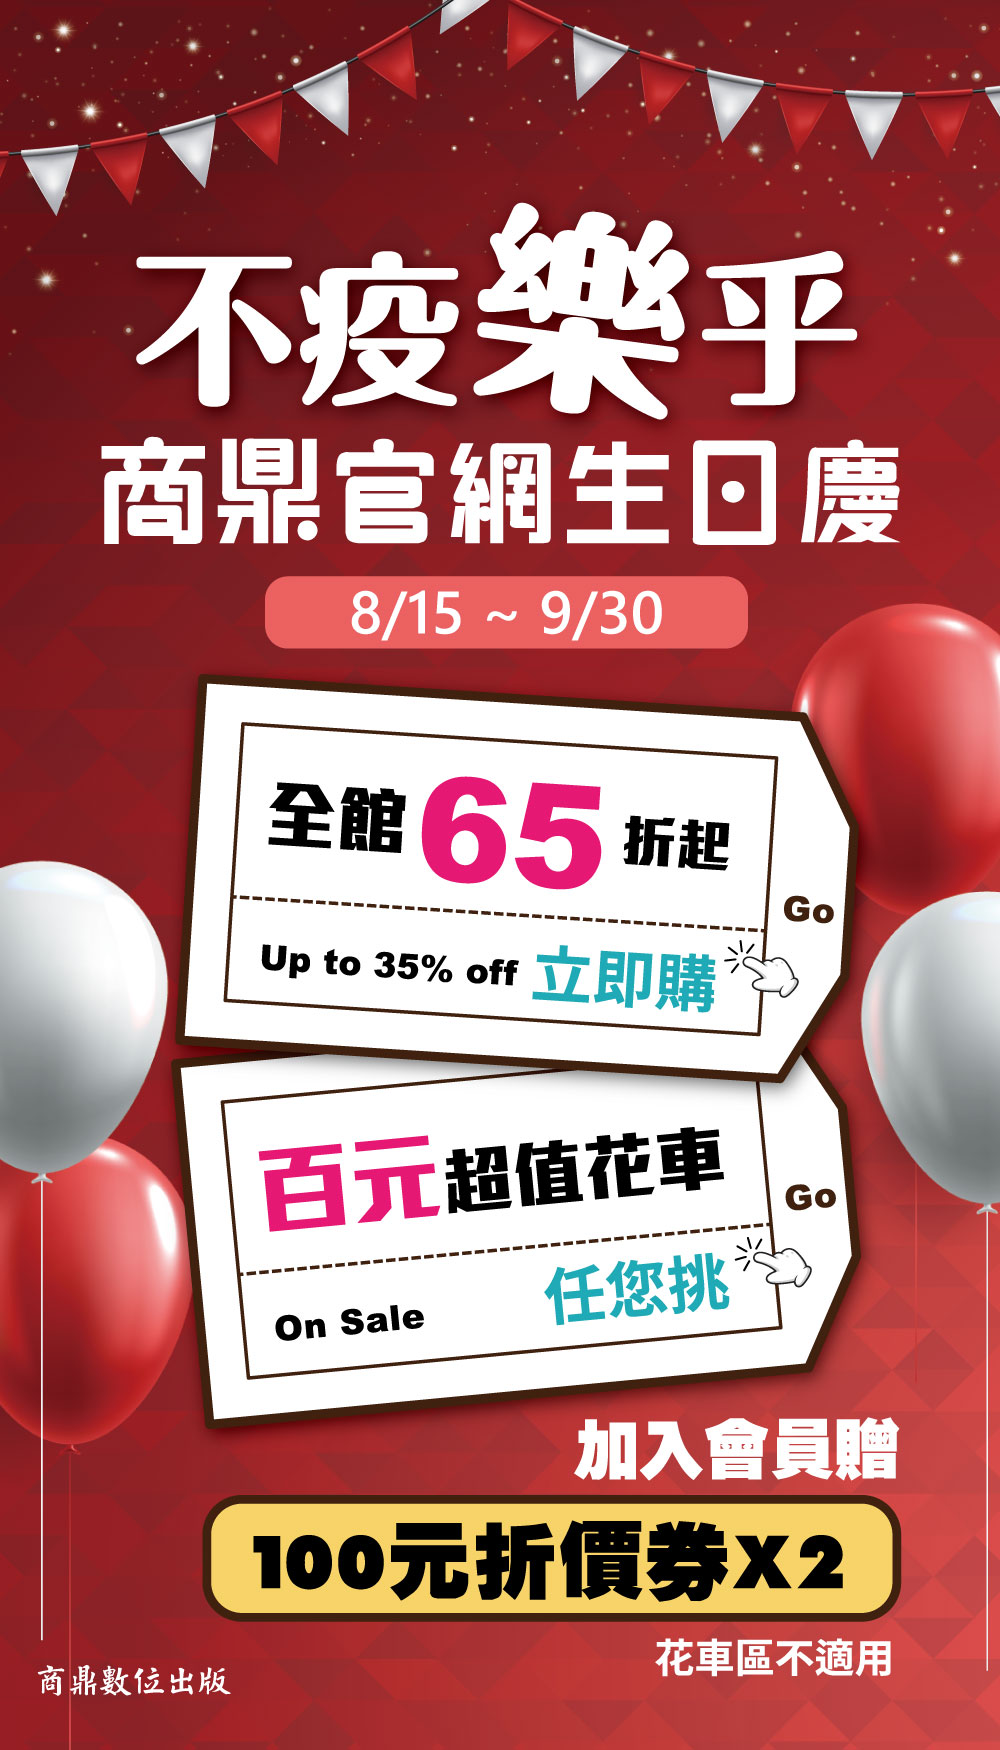 不疫樂乎
商鼎官網生日慶
8/15 ~ 9/30
全館65折起
Go
Up to 35% off 立即購
百元超值花車
Go
On Sale 任您挑
加入會員贈
100元折價券X2
花車區不適用
商鼎數位出版